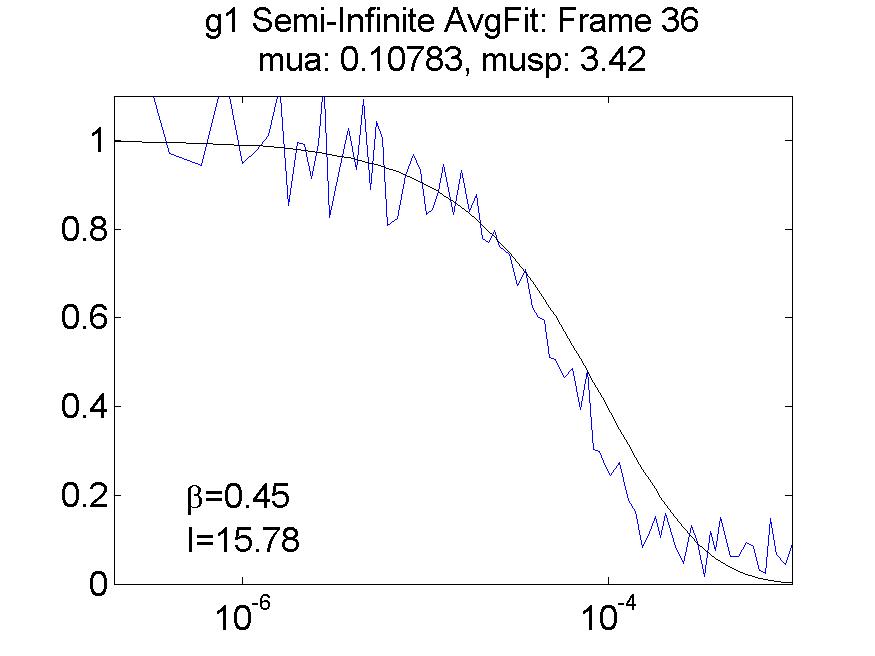 g1 Semi-Infinite AvgFit: Frame 36
mua: 0.10783, musp: 3.42
1
0.8
0.6
0.4
0.2
0
β=0.45
I=15.78
10^-6
10^-4